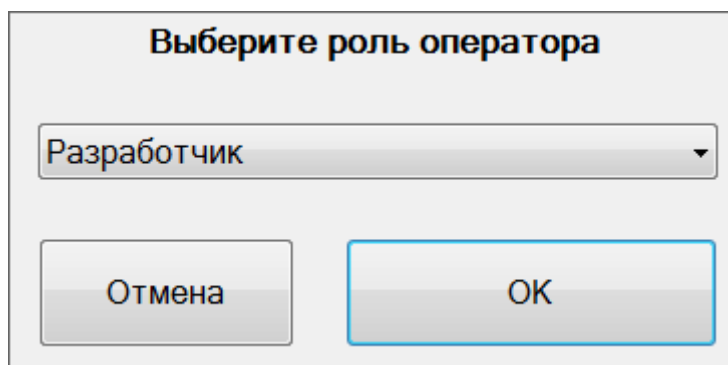 Выберите роль оператора
Разработчик
Отмена
OK